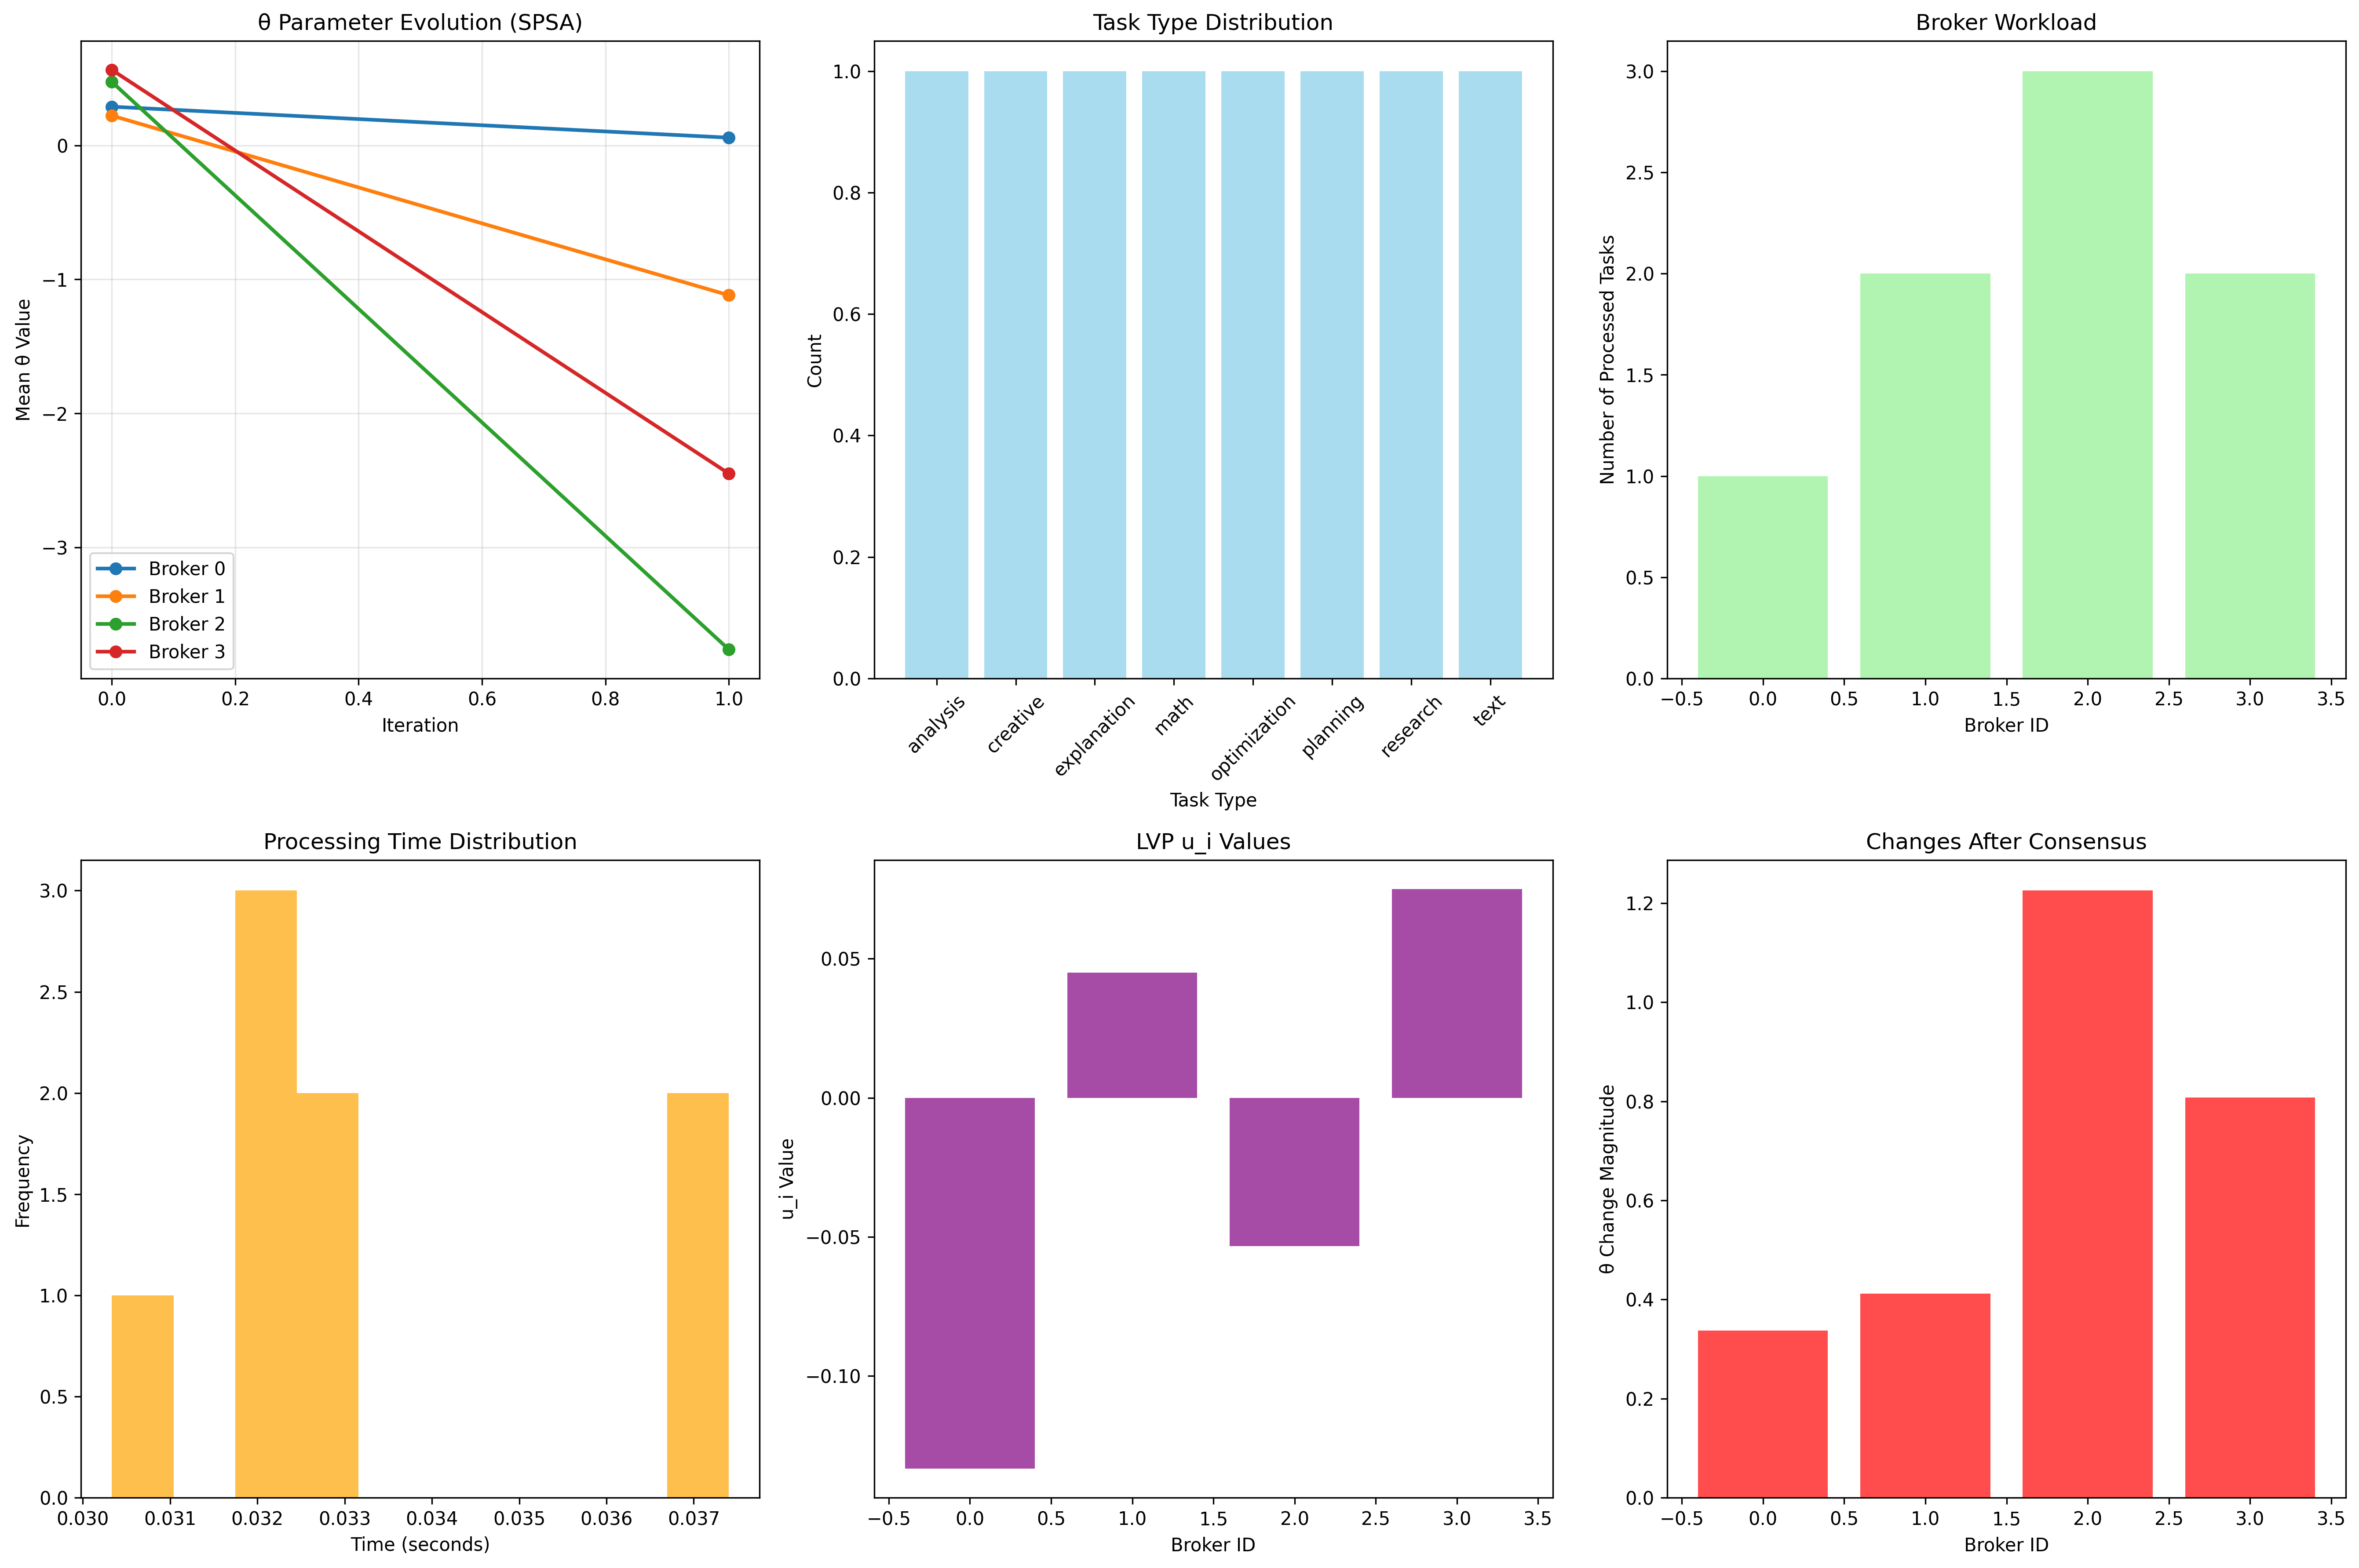 θ Parameter Evolution (SPSA)
Mean θ Value
0
−1
−2
−3
Broker 0
Broker 1
Broker 2
Broker 3
0.0 0.2 0.4 0.6 0.8 1.0
Iteration
Task Type Distribution
Count
1.0
0.8
0.6
0.4
0.2
0.0
analysis
creative
explanation
math
optimization
planning
research
text
Task Type
Broker Workload
Number of Processed Tasks
3.0
2.5
2.0
1.5
1.0
0.5
0.0
−0.5 0.0 0.5 1.0 1.5 2.0 2.5 3.0 3.5
Broker ID
Processing Time Distribution
Frequency
3.0
2.5
2.0
1.5
1.0
0.5
0.0
0.030 0.031 0.032 0.033 0.034 0.035 0.036 0.037
Time (seconds)
LVP u_i Values
u_i Value
0.05
0.00
−0.05
−0.10
−0.5 0.0 0.5 1.0 1.5 2.0 2.5 3.0 3.5
Broker ID
Changes After Consensus
θ Change Magnitude
1.2
1.0
0.8
0.6
0.4
0.2
0.0
−0.5 0.0 0.5 1.0 1.5 2.0 2.5 3.0 3.5
Broker ID